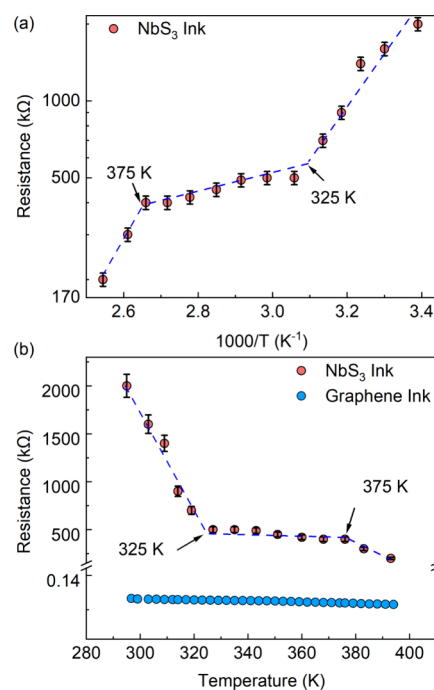 (a)
NbS₃ Ink
Resistance (kΩ)
1000
500
170
375 K
325 K
2.6 2.8 3.0 3.2 3.4
1000/T (K⁻¹)
(b)
NbS₃ Ink
Graphene Ink
Resistance (kΩ)
2000
1500
1000
500
0.14
325 K
375 K
280 300 320 340 360 380 400
Temperature (K)